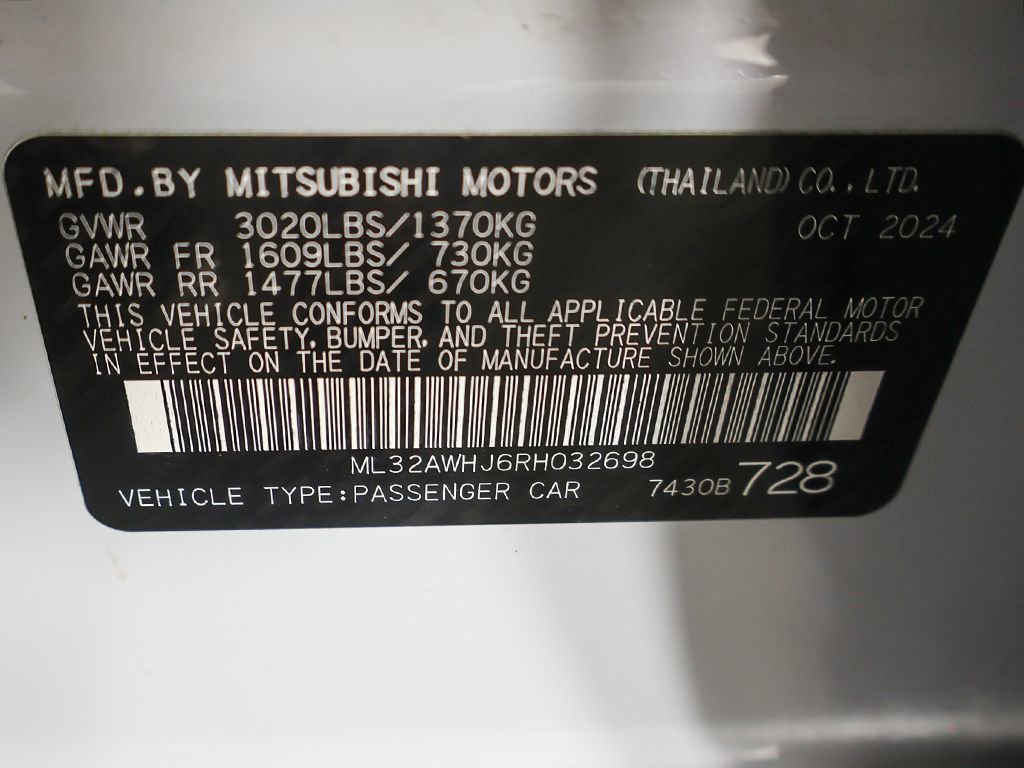 MFD.BY MITSUBISHI MOTORS (THAILAND) CO., LTD.
GVWR 3020LBS/1370KG OCT 2024
GAWR FR 1609LBS/ 730KG
GAWR RR 1477LBS/ 670KG
THIS VEHICLE CONFORMS TO ALL APPLICABLE FEDERAL MOTOR
VEHICLE SAFETY, BUMPER, AND THEFT PREVENTION STANDARDS
IN EFFECT ON THE DATE OF MANUFACTURE SHOWN ABOVE.
ML32AWHJ6RH032698
VEHICLE TYPE:PASSENGER CAR 7430B 728